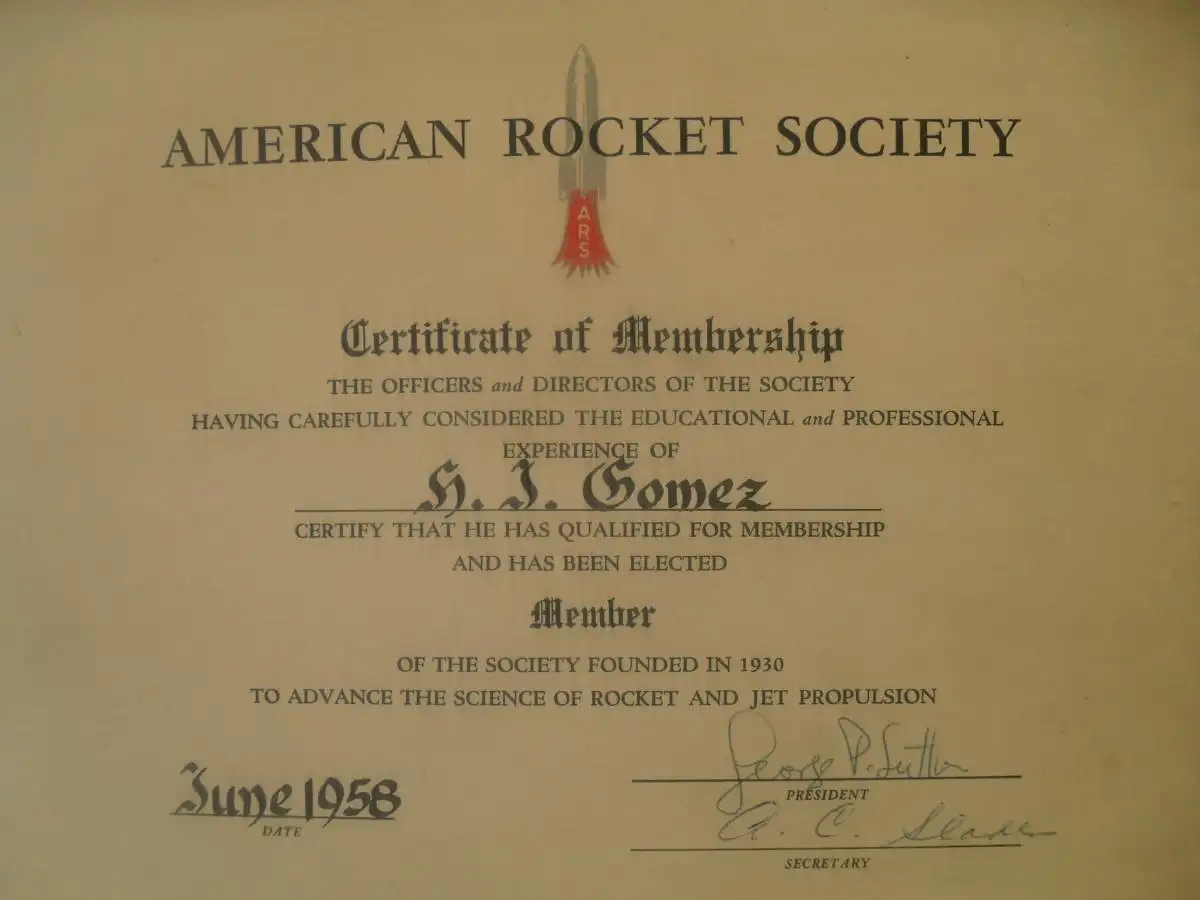 AMERICAN ROCKET SOCIETY
A
R
S
Certificate of Membership
THE OFFICERS and DIRECTORS OF THE SOCIETY
HAVING CAREFULLY CONSIDERED THE EDUCATIONAL and PROFESSIONAL
EXPERIENCE OF
H. J. Gomez
CERTIFY THAT HE HAS QUALIFIED FOR MEMBERSHIP
AND HAS BEEN ELECTED
Member
OF THE SOCIETY FOUNDED IN 1930
TO ADVANCE THE SCIENCE OF ROCKET AND JET PROPULSION
George P. Sutton
June 1958
PRESIDENT
DATE
A. C. Slade
SECRETARY